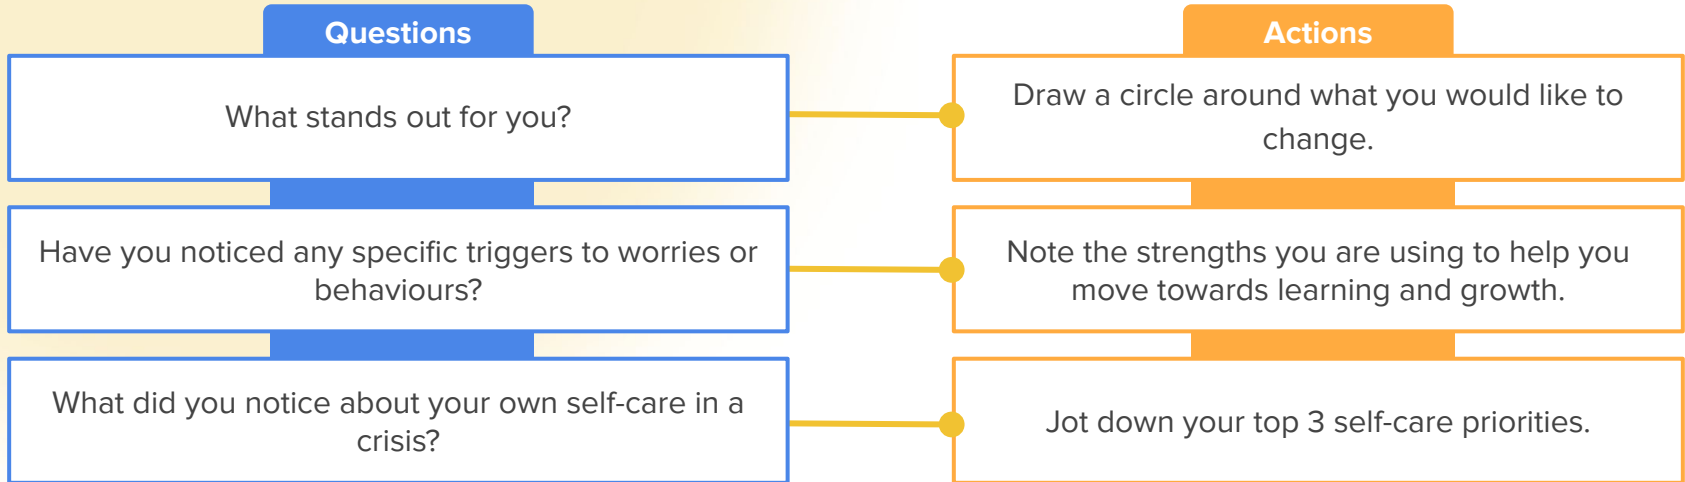 Questions
What stands out for you?
Have you noticed any specific triggers to worries or
behaviours?
What did you notice about your own self-care in a
crisis?
Actions
Draw a circle around what you would like to
change.
Note the strengths you are using to help you
move towards learning and growth.
Jot down your top 3 self-care priorities.